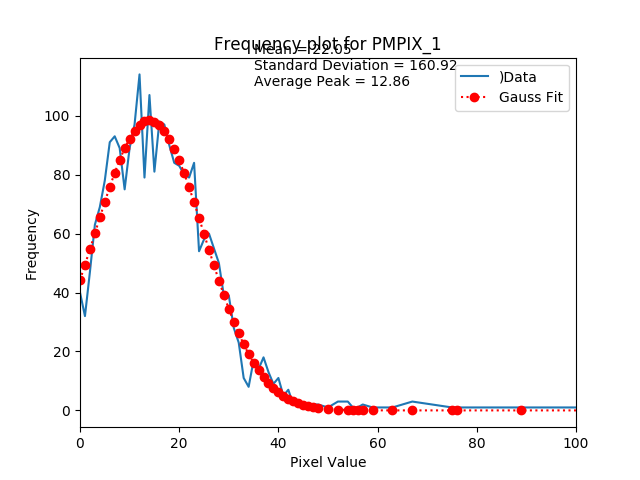 Frequency plot for PMPIX_1
Mean = 22.05
Standard Deviation = 160.92
Average Peak = 12.86
)Data
Gauss Fit
Frequency
100
80
60
40
20
0
0 20 40 60 80 100
Pixel Value